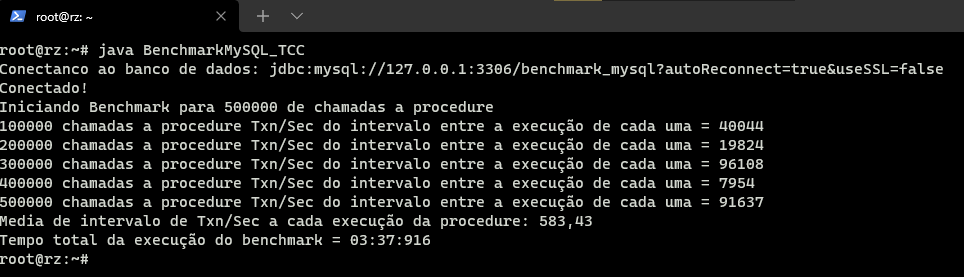 root@rz: ~
root@rz:~# java BenchmarkMySQL_TCC
Conectanco ao banco de dados: jdbc:mysql://127.0.0.1:3306/benchmark_mysql?autoReconnect=true&useSSL=false
Conectado!
Iniciando Benchmark para 500000 de chamadas a procedure
100000 chamadas a procedure Txn/Sec do intervalo entre a execução de cada uma = 40044
200000 chamadas a procedure Txn/Sec do intervalo entre a execução de cada uma = 19824
300000 chamadas a procedure Txn/Sec do intervalo entre a execução de cada uma = 96108
400000 chamadas a procedure Txn/Sec do intervalo entre a execução de cada uma = 7954
500000 chamadas a procedure Txn/Sec do intervalo entre a execução de cada uma = 91637
Media de intervalo de Txn/Sec a cada execução da procedure: 583,43
Tempo total da execução do benchmark = 03:37:916
root@rz:~#